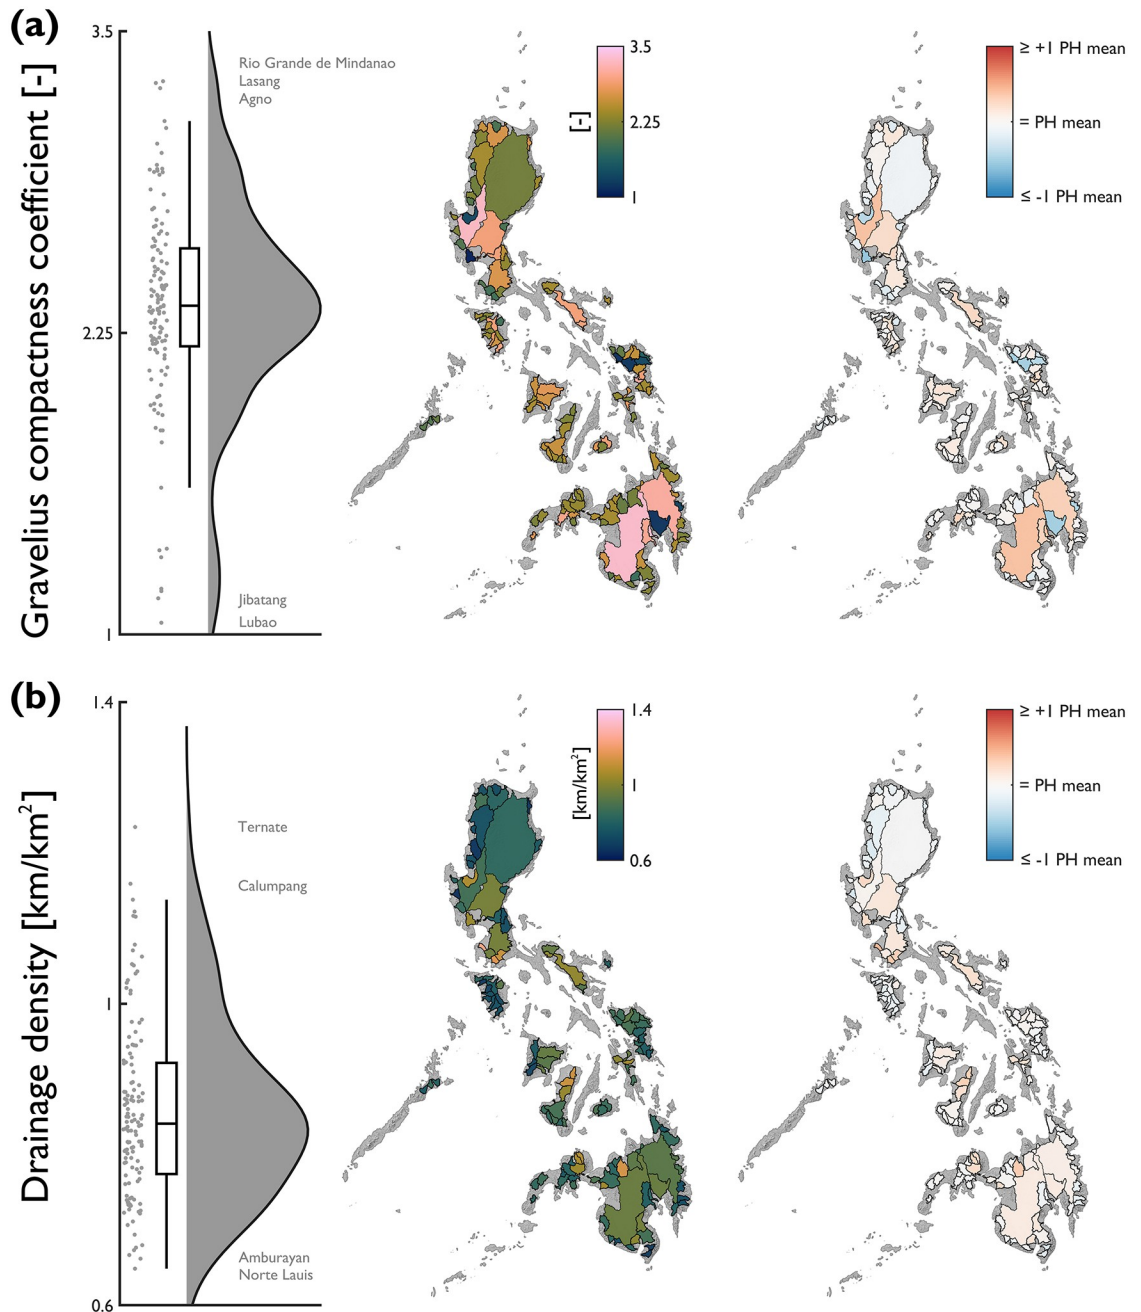 (a)
Gravelius compactness coefficient [-]
3.5
2.25
1
Rio Grande de Mindanao
Lasang
Agno
Jibatang
Lubao
[-]
3.5
2.25
1
≥ +1 PH mean
= PH mean
≤ -1 PH mean
(b)
Drainage density [km/km²]
1.4
1
0.6
Ternate
Calumpang
Amburayan
Norte Lauis
[km/km²]
1.4
1
0.6
≥ +1 PH mean
= PH mean
≤ -1 PH mean